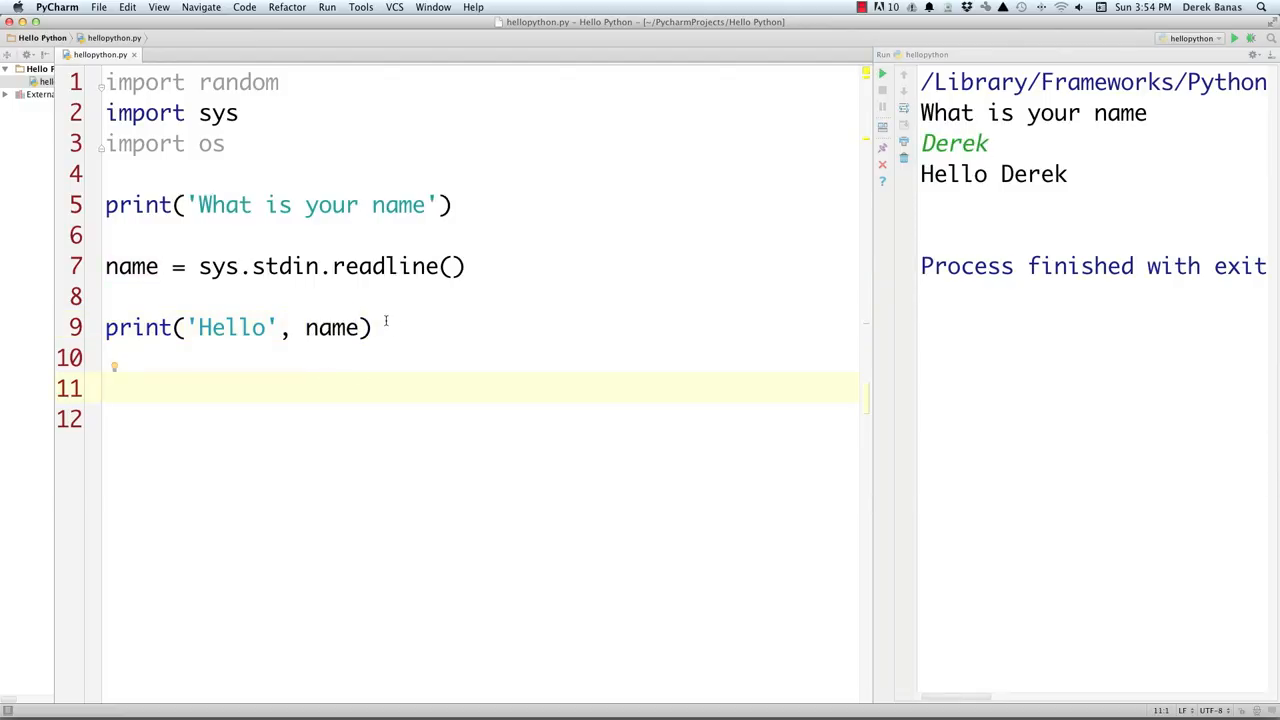 PyCharm File Edit View Navigate Code Refactor Run Tools VCS Window Help 10 Sun 3:54 PM Derek Banas
hellopython.py - Hello Python - [~/PycharmProjects/Hello Python]
Hello Python hellopython.py hellopython
hellopython.py Run hellopython
Hello P
hell
Externa
1 import random
2 import sys
3 import os
4
5 print('What is your name')
6
7 name = sys.stdin.readline()
8
9 print('Hello', name)
10
11
12
/Library/Frameworks/Python
What is your name
Derek
Hello Derek
Process finished with exit
11:1 LF UTF-8